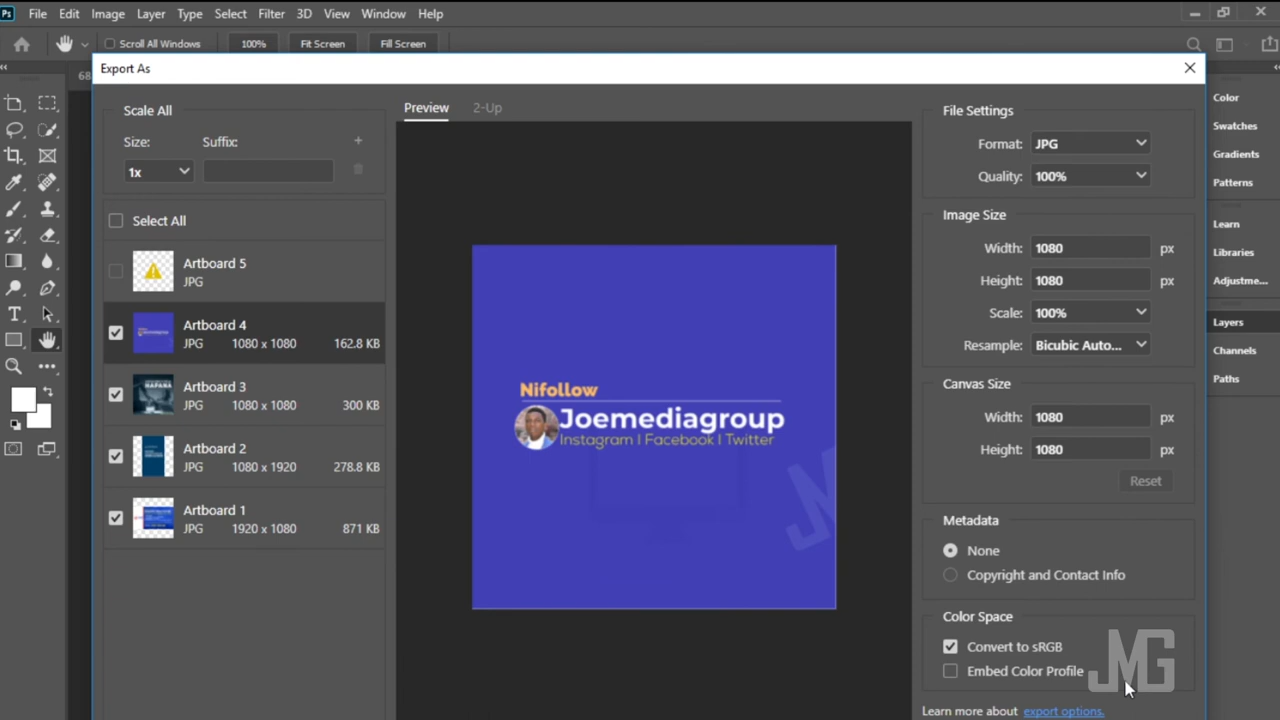 Ps File Edit Image Layer Type Select Filter 3D View Window Help
Scroll All Windows 100% Fit Screen Fill Screen
68
Export As
Scale All
Size: Suffix:
1x
Select All
Artboard 5
JPG
Artboard 4
JPG 1080 x 1080 162.8 KB
Artboard 3
JPG 1080 x 1080 300 KB
Artboard 2
JPG 1080 x 1920 278.8 KB
Artboard 1
JPG 1920 x 1080 871 KB
Preview 2-Up
Nifollow
Joemediagroup
Instagram I Facebook I Twitter
File Settings
Format: JPG
Quality: 100%
Image Size
Width: 1080 px
Height: 1080 px
Scale: 100%
Resample: Bicubic Auto...
Canvas Size
Width: 1080 px
Height: 1080 px
Reset
Metadata
None
Copyright and Contact Info
Color Space
Convert to sRGB
Embed Color Profile
JMG
Learn more about export options.
Color
Swatches
Gradients
Patterns
Learn
Libraries
Adjustme...
Layers
Channels
Paths